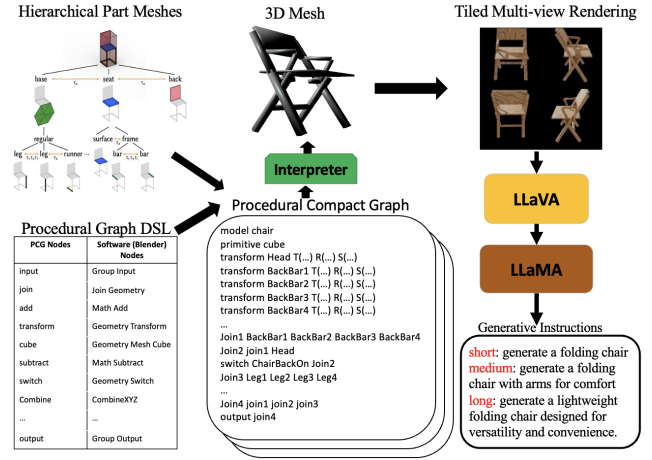 Hierarchical Part Meshes
base
seat
back
regular
surface
frame
leg
leg
runner ...
bar
bar
Procedural Graph DSL
PCG Nodes Software (Blender) Nodes
input Group Input
join Join Geometry
add Math Add
transform Geometry Transform
cube Geometry Mesh Cube
subtract Math Subtract
switch Geometry Switch
Combine CombineXYZ
... ...
output Group Output
3D Mesh
Interpreter
Procedural Compact Graph
model chair
primitive cube
transform Head T(...) R(...) S(...)
transform BackBar1 T(...) R(...) S(...)
transform BackBar2 T(...) R(...) S(...)
transform BackBar3 T(...) R(...) S(...)
transform BackBar4 T(...) R(...) S(...)
...
Join1 BackBar1 BackBar2 BackBar3 BackBar4
Join2 join1 Head
switch ChairBackOn Join2
Join3 Leg1 Leg2 Leg3 Leg4
...
Join4 join1 join2 join3
output join4
Tiled Multi-view Rendering
LLaVA
LLaMA
Generative Instructions
short: generate a folding chair
medium: generate a folding
chair with arms for comfort
long: generate a lightweight
folding chair designed for
versatility and convenience.